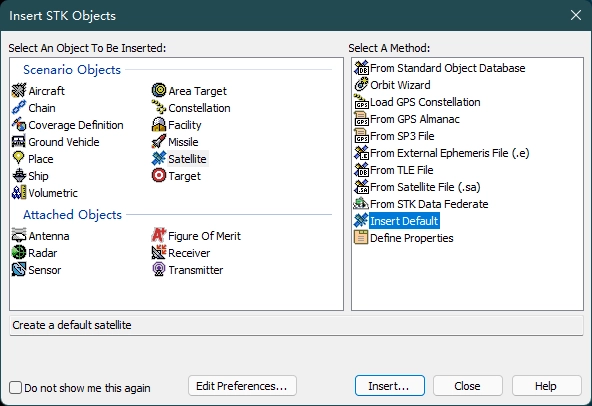 Insert STK Objects
Select An Object To Be Inserted:
Scenario Objects
Aircraft
Area Target
Chain
Constellation
Coverage Definition
Facility
Ground Vehicle
Missile
Place
Satellite
Ship
Target
Volumetric
Attached Objects
Antenna
Figure Of Merit
Radar
Receiver
Sensor
Transmitter
Select A Method:
From Standard Object Database
Orbit Wizard
Load GPS Constellation
From GPS Almanac
From SP3 File
From External Ephemeris File (.e)
From TLE File
From Satellite File (.sa)
From STK Data Federate
Insert Default
Define Properties
Create a default satellite
Do not show me this again
Edit Preferences...
Insert...
Close
Help